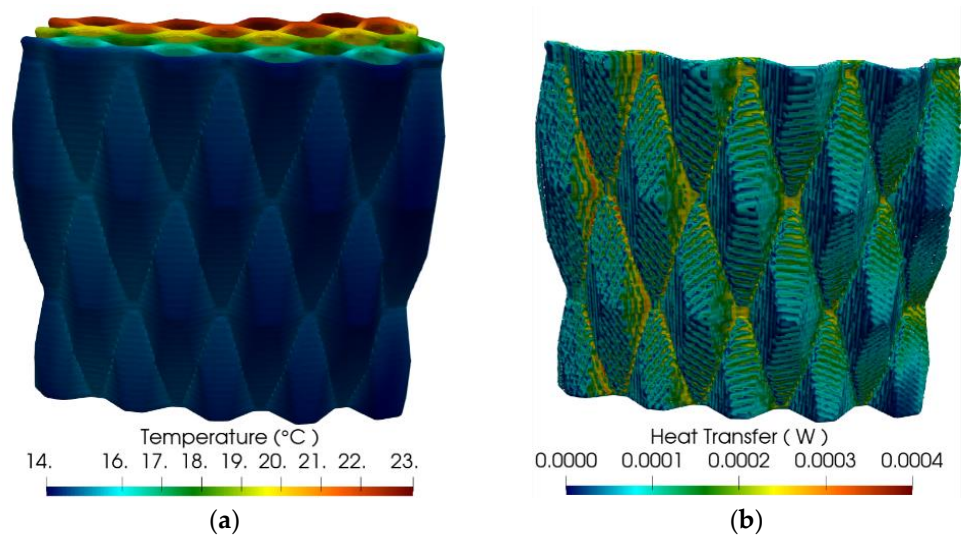 Temperature (°C )
14. 16. 17. 18. 19. 20. 21. 22. 23.
(a)
Heat Transfer ( W )
0.0000 0.0001 0.0002 0.0003 0.0004
(b)